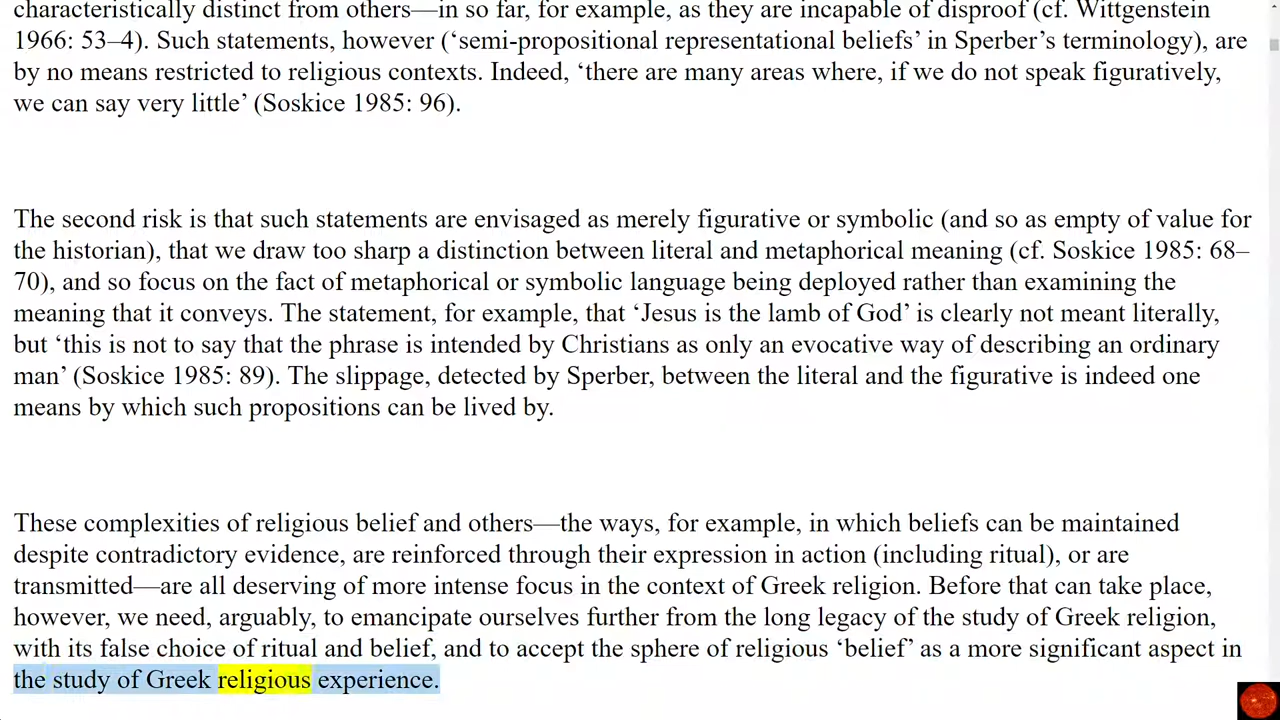 characteristically distinct from others—in so far, for example, as they are incapable of disproof (cf. Wittgenstein
1966: 53–4). Such statements, however (‘semi-propositional representational beliefs’ in Sperber’s terminology), are
by no means restricted to religious contexts. Indeed, ‘there are many areas where, if we do not speak figuratively,
we can say very little’ (Soskice 1985: 96).
The second risk is that such statements are envisaged as merely figurative or symbolic (and so as empty of value for
the historian), that we draw too sharp a distinction between literal and metaphorical meaning (cf. Soskice 1985: 68–
70), and so focus on the fact of metaphorical or symbolic language being deployed rather than examining the
meaning that it conveys. The statement, for example, that ‘Jesus is the lamb of God’ is clearly not meant literally,
but ‘this is not to say that the phrase is intended by Christians as only an evocative way of describing an ordinary
man’ (Soskice 1985: 89). The slippage, detected by Sperber, between the literal and the figurative is indeed one
means by which such propositions can be lived by.
These complexities of religious belief and others—the ways, for example, in which beliefs can be maintained
despite contradictory evidence, are reinforced through their expression in action (including ritual), or are
transmitted—are all deserving of more intense focus in the context of Greek religion. Before that can take place,
however, we need, arguably, to emancipate ourselves further from the long legacy of the study of Greek religion,
with its false choice of ritual and belief, and to accept the sphere of religious ‘belief’ as a more significant aspect in
the study of Greek religious experience.